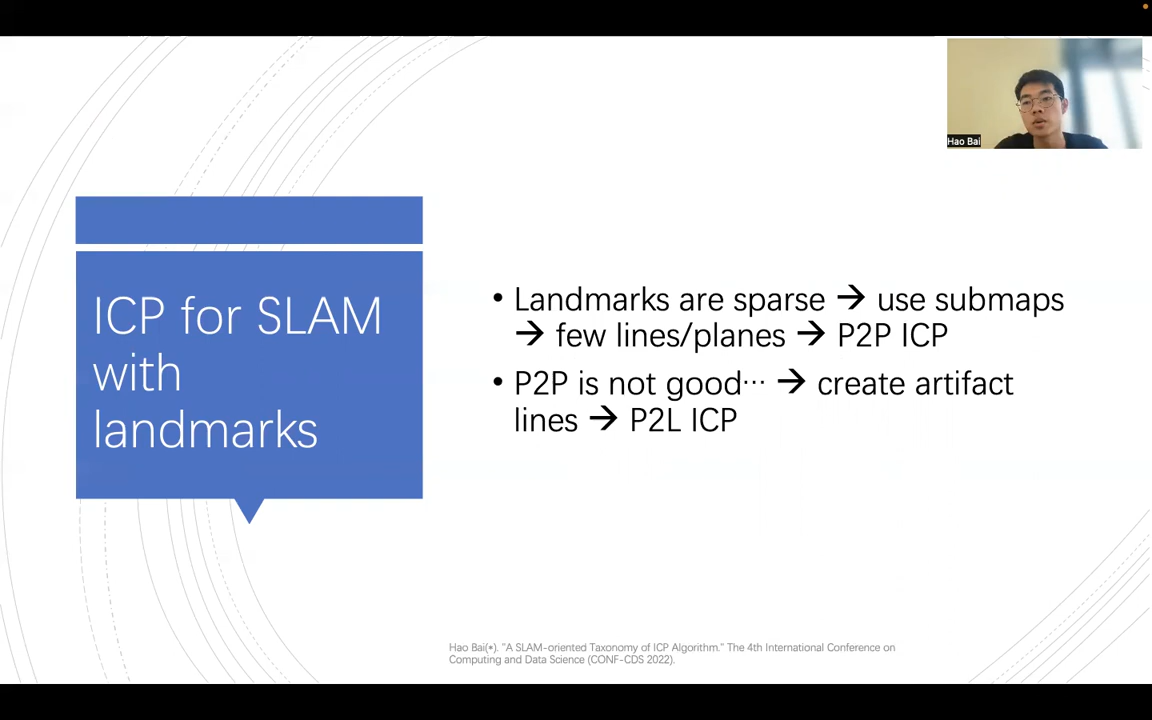 Hao Bai
ICP for SLAM
with
landmarks
• Landmarks are sparse → use submaps
→ few lines/planes → P2P ICP
• P2P is not good… → create artifact
lines → P2L ICP
Hao Bai(*). "A SLAM-oriented Taxonomy of ICP Algorithm." The 4th International Conference on
Computing and Data Science (CONF-CDS 2022).